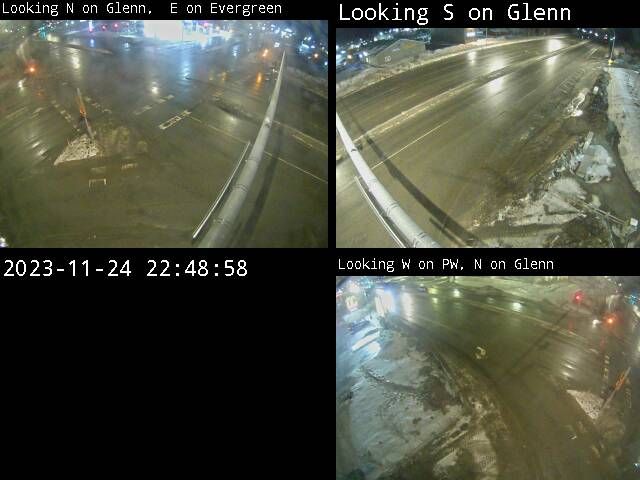 Looking N on Glenn, E on Evergreen
Looking S on Glenn
2023-11-24 22:48:58
Looking W on PW, N on Glenn